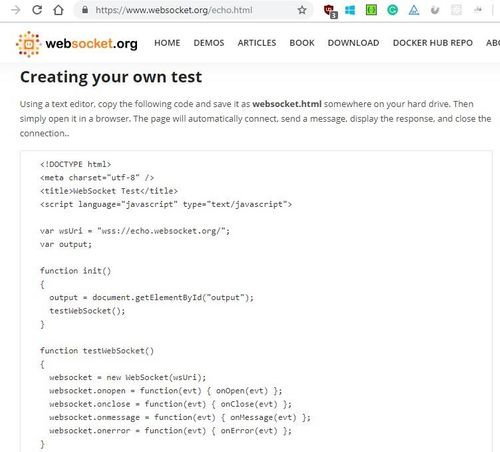 https://www.websocket.org/echo.html
3
websocket.org HOME DEMOS ARTICLES BOOK DOWNLOAD DOCKER HUB REPO AB
Creating your own test
Using a text editor, copy the following code and save it as websocket.html somewhere on your hard drive. Then
simply open it in a browser. The page will automatically connect, send a message, display the response, and close the
connection..
<!DOCTYPE html>
<meta charset="utf-8" />
<title>WebSocket Test</title>
<script language="javascript" type="text/javascript">
var wsUri = "wss://echo.websocket.org/";
var output;
function init()
{
output = document.getElementById("output");
testWebSocket();
}
function testWebSocket()
{
websocket = new WebSocket(wsUri);
websocket.onopen = function(evt) { onOpen(evt) };
websocket.onclose = function(evt) { onClose(evt) };
websocket.onmessage = function(evt) { onMessage(evt) };
websocket.onerror = function(evt) { onError(evt) };
}